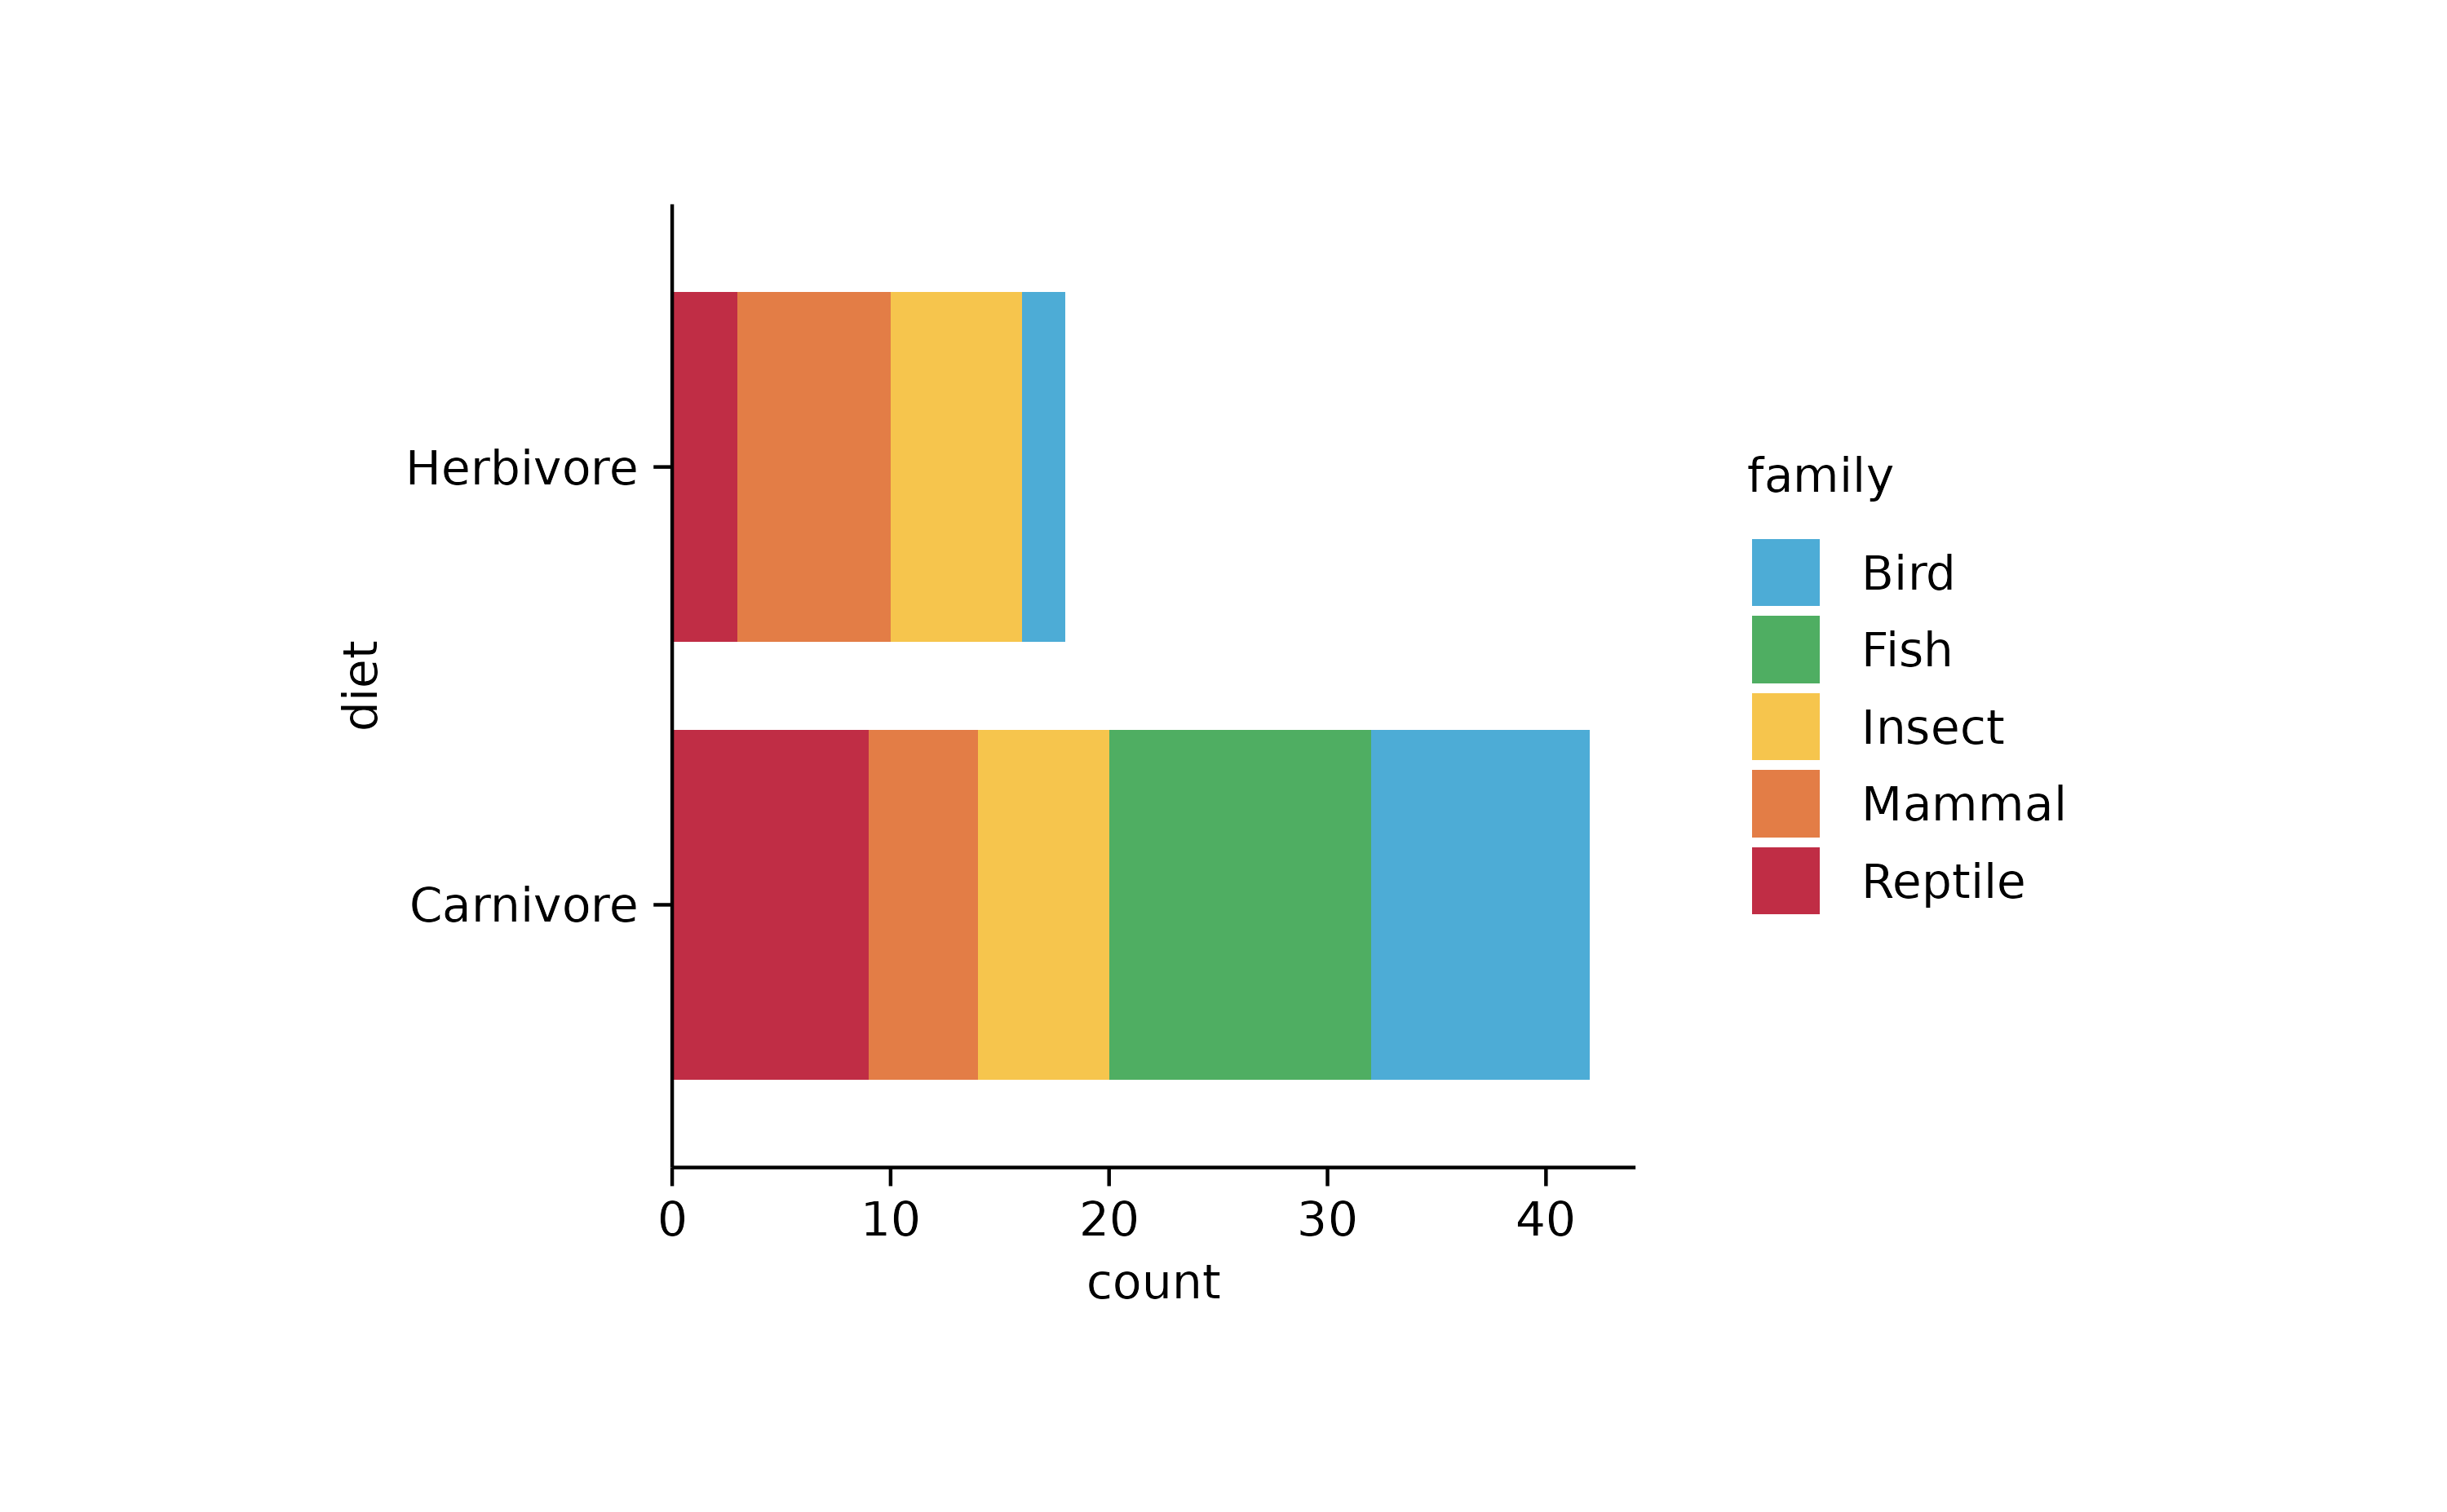 Herbivore
Carnivore
diet
0 10 20 30 40
count
family
Bird
Fish
Insect
Mammal
Reptile